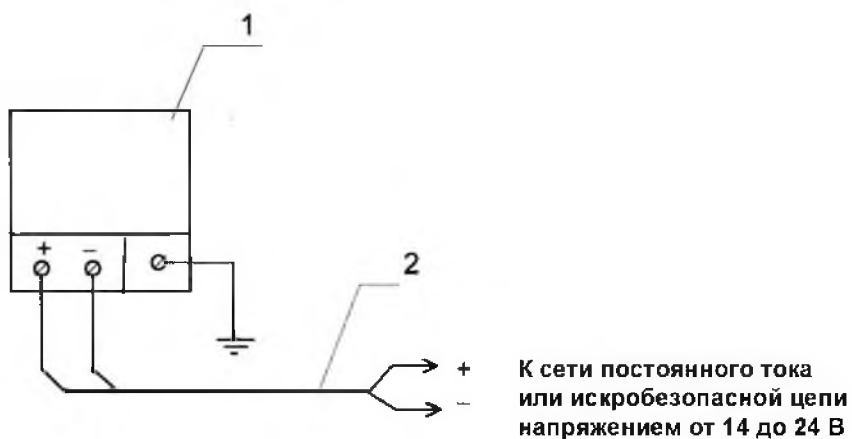 1
+ −
2
+ К сети постоянного тока
− или искробезопасной цепи
напряжением от 14 до 24 В